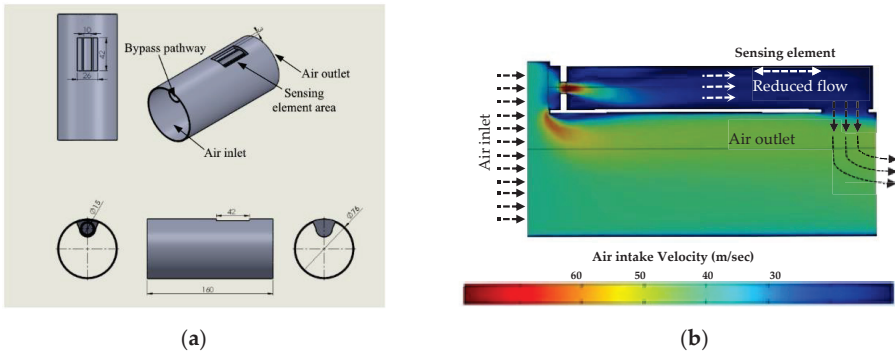 10
42
26
Bypass pathway
3
Air outlet
Sensing
element area
Air inlet
Ø15
42
160
Ø76
(a)
Sensing element
Reduced flow
Air inlet
Air outlet
Air intake Velocity (m/sec)
60 50 40 30
(b)